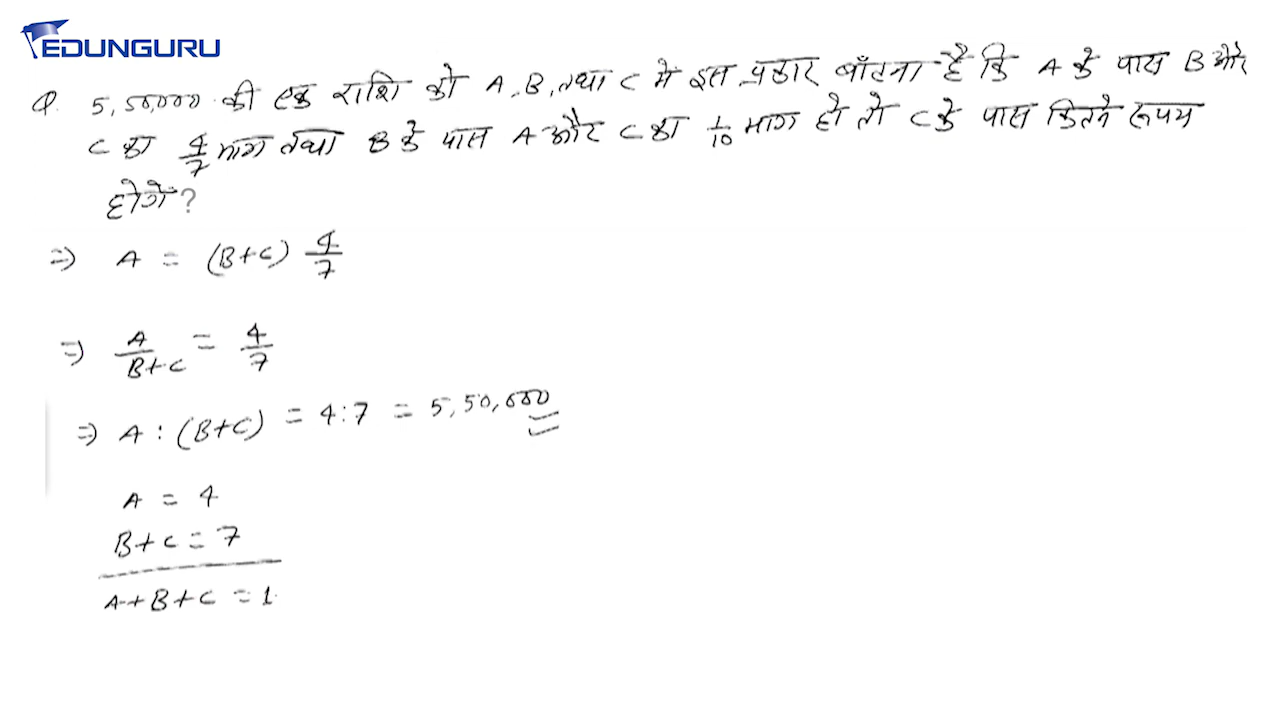 EDUNGURU
Q. 5,50,000 की एक राशि को A, B, तथा C में इस प्रकार बाँटना है कि A के पास B और
C का 4/7 भाग तथा B के पास A और C का 1/10 भाग हो तो C के पास कितने रूपय
होगें?
=> A = (B+C) 4/7
=> A/B+C = 4/7
=> A : (B+C) = 4:7 = 5,50,000
A = 4
B+C = 7
A+B+C = 1